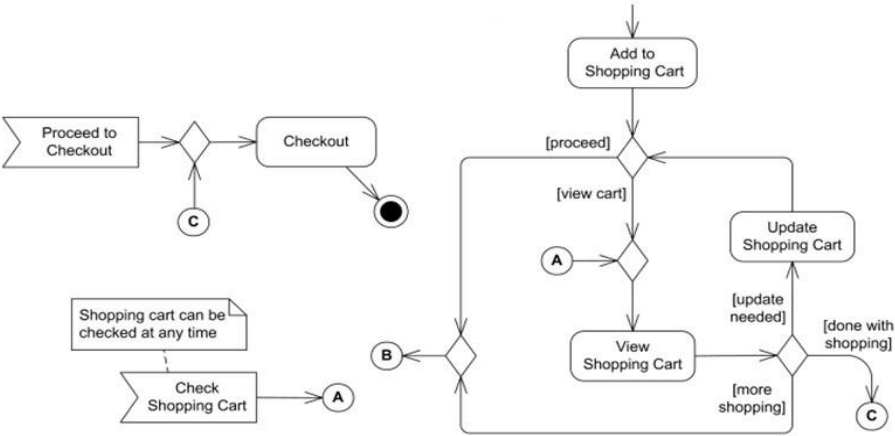 Add to
Shopping Cart
Proceed to
Checkout
Checkout
[proceed]
[view cart]
C
A
Update
Shopping Cart
Shopping cart can be
checked at any time
[update
needed]
[done with
shopping]
B
View
Shopping Cart
Check
Shopping Cart
A
[more
shopping]
C